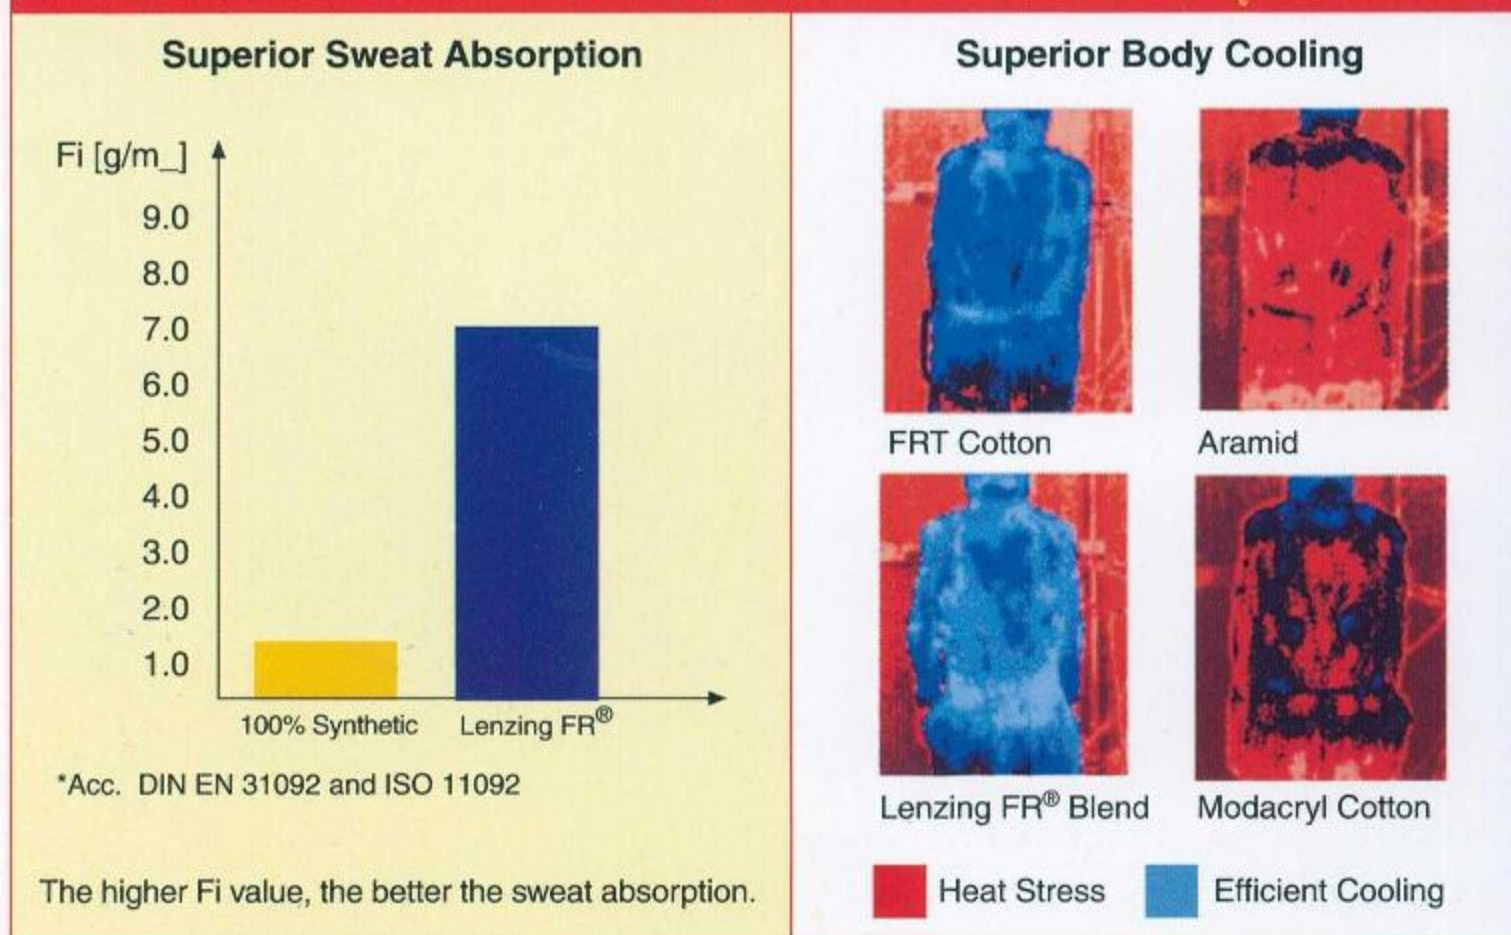 Superior Sweat Absorption
Fi [g/m_]
9.0
8.0
7.0
6.0
5.0
4.0
3.0
2.0
1.0
100% Synthetic
Lenzing FR®
*Acc. DIN EN 31092 and ISO 11092
The higher Fi value, the better the sweat absorption.
Superior Body Cooling
FRT Cotton
Aramid
Lenzing FR® Blend
Modacryl Cotton
Heat Stress
Efficient Cooling